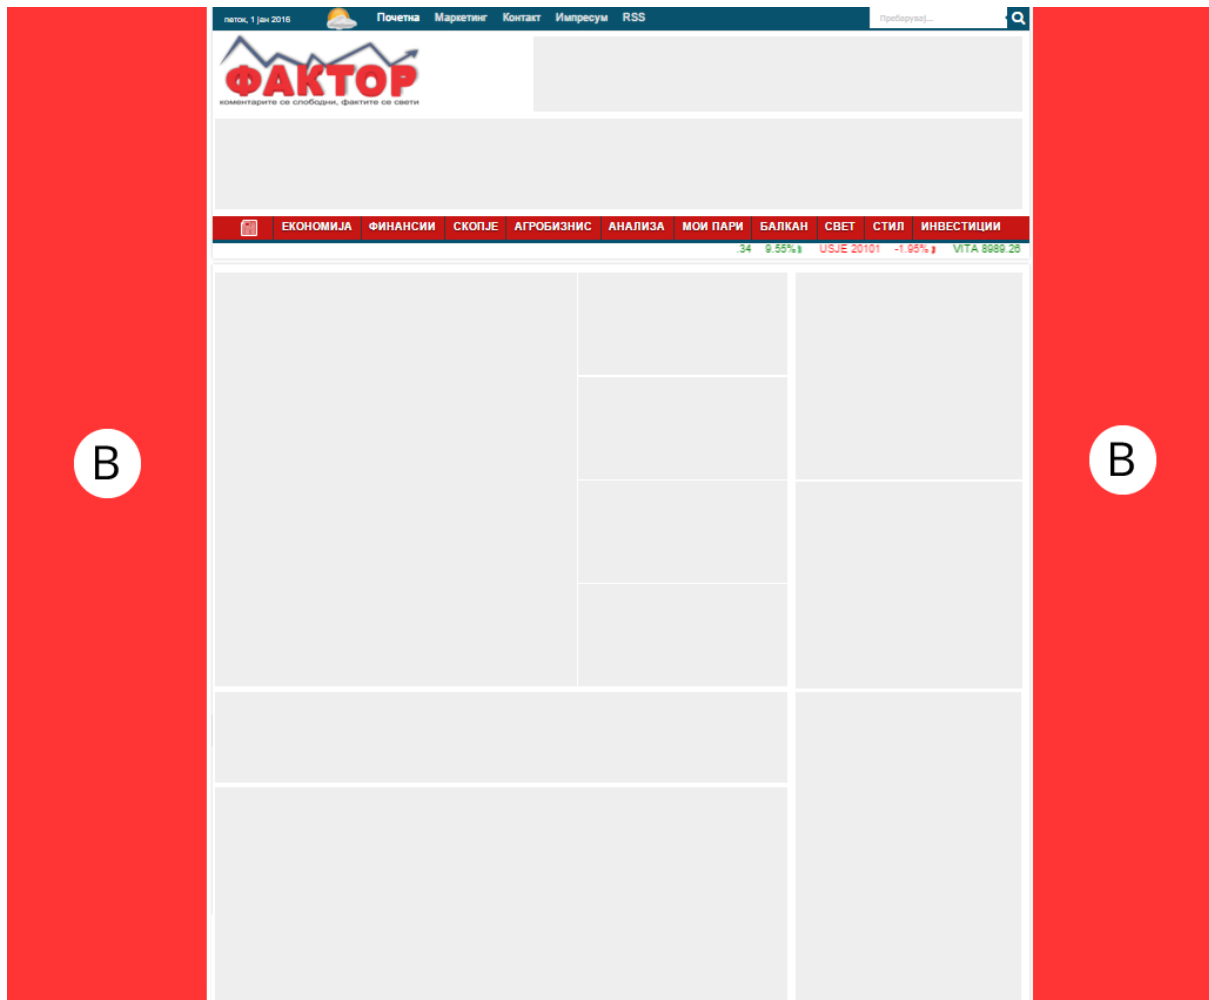 петок, 1 јан 2016 Почетна Маркетинг Контакт Импресум RSS Пребарувај...
ФАКТОР
коментарите се слободни, фактите се свети
ЕКОНОМИЈА ФИНАНСИИ СКОПЈЕ АГРОБИЗНИС АНАЛИЗА МОИ ПАРИ БАЛКАН СВЕТ СТИЛ ИНВЕСТИЦИИ
.34 9.55% USJE 20101 -1.95% VITA 8989.26
B B